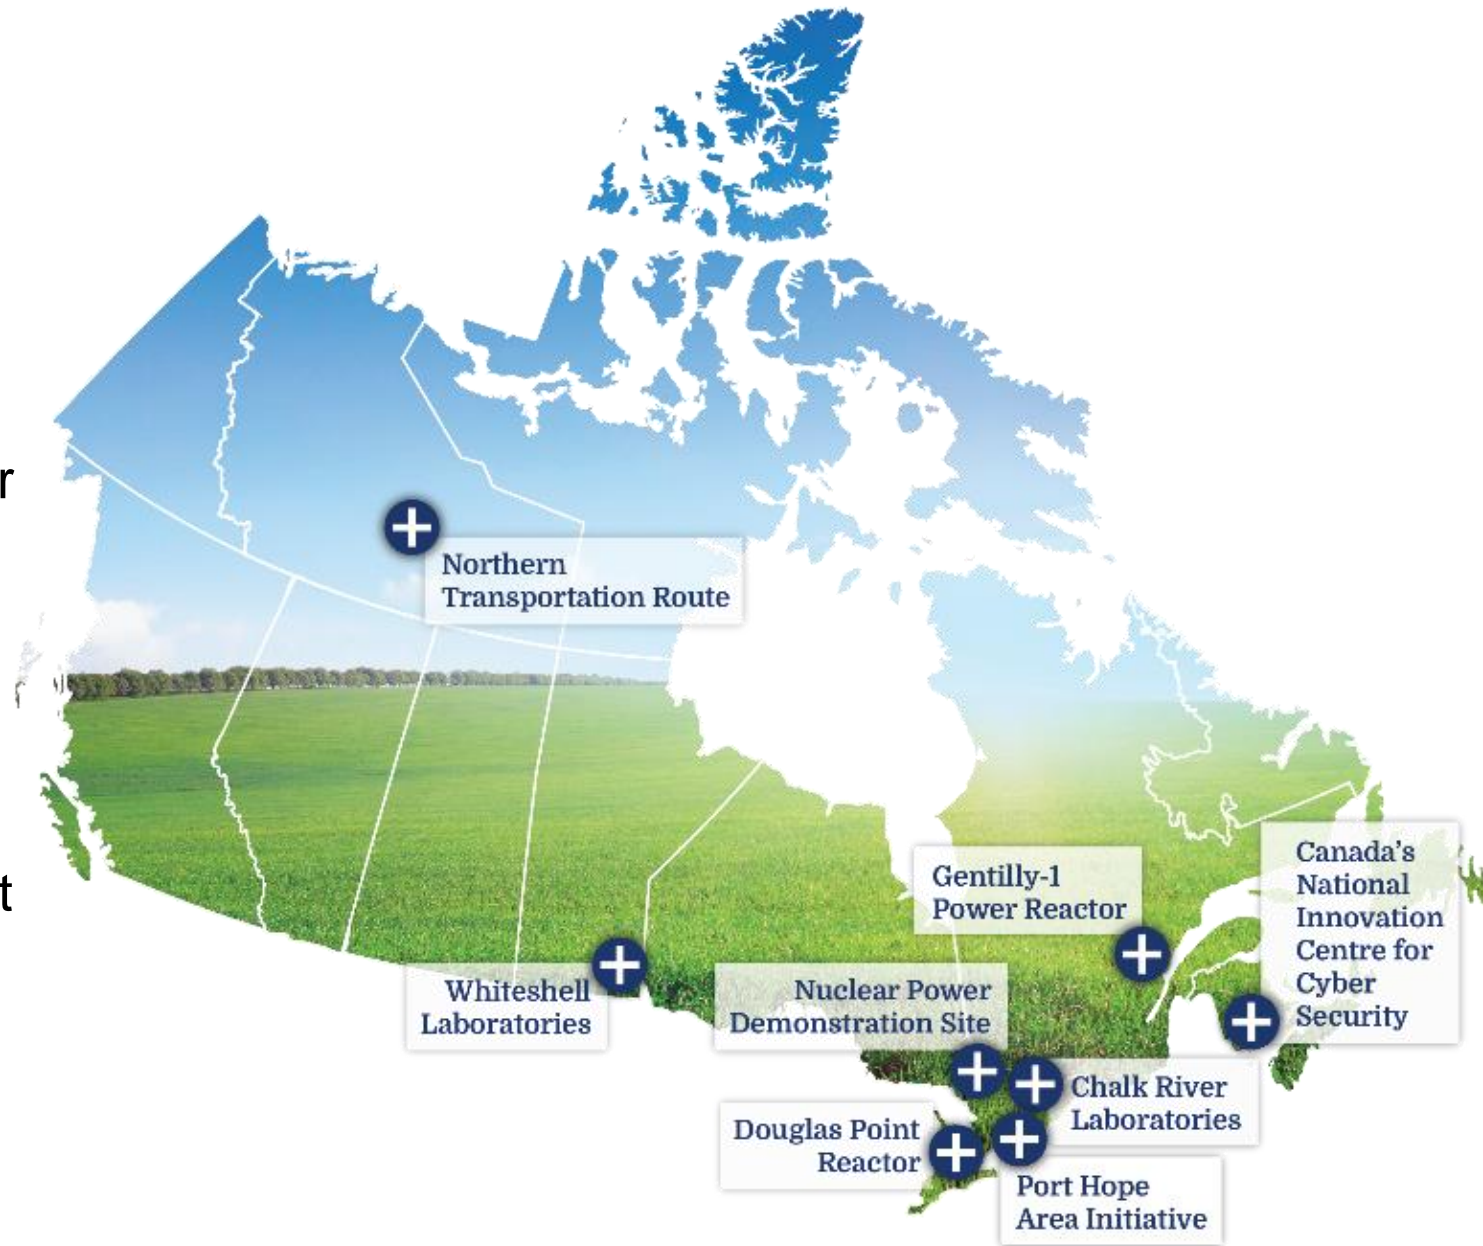 r
Northern
Transportation Route
t
Gentilly-1
Power Reactor
Canada’s
National
Innovation
Centre for
Cyber
Security
Whiteshell
Laboratories
Nuclear Power
Demonstration Site
Chalk River
Laboratories
Douglas Point
Reactor
Port Hope
Area Initiative